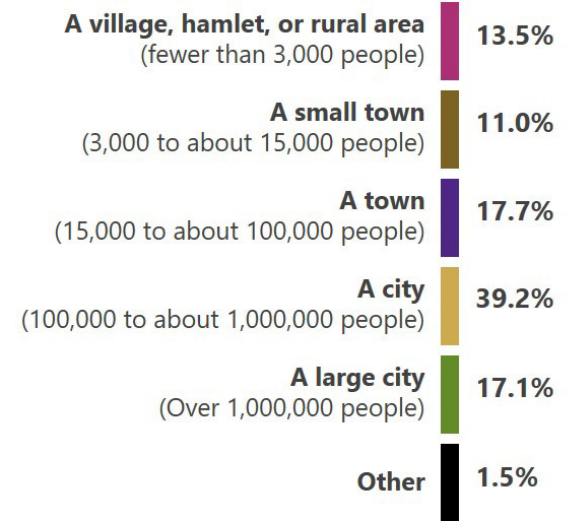 A village, hamlet, or rural area
(fewer than 3,000 people)
13.5%
A small town
(3,000 to about 15,000 people)
11.0%
A town
(15,000 to about 100,000 people)
17.7%
A city
(100,000 to about 1,000,000 people)
39.2%
A large city
(Over 1,000,000 people)
17.1%
Other
1.5%